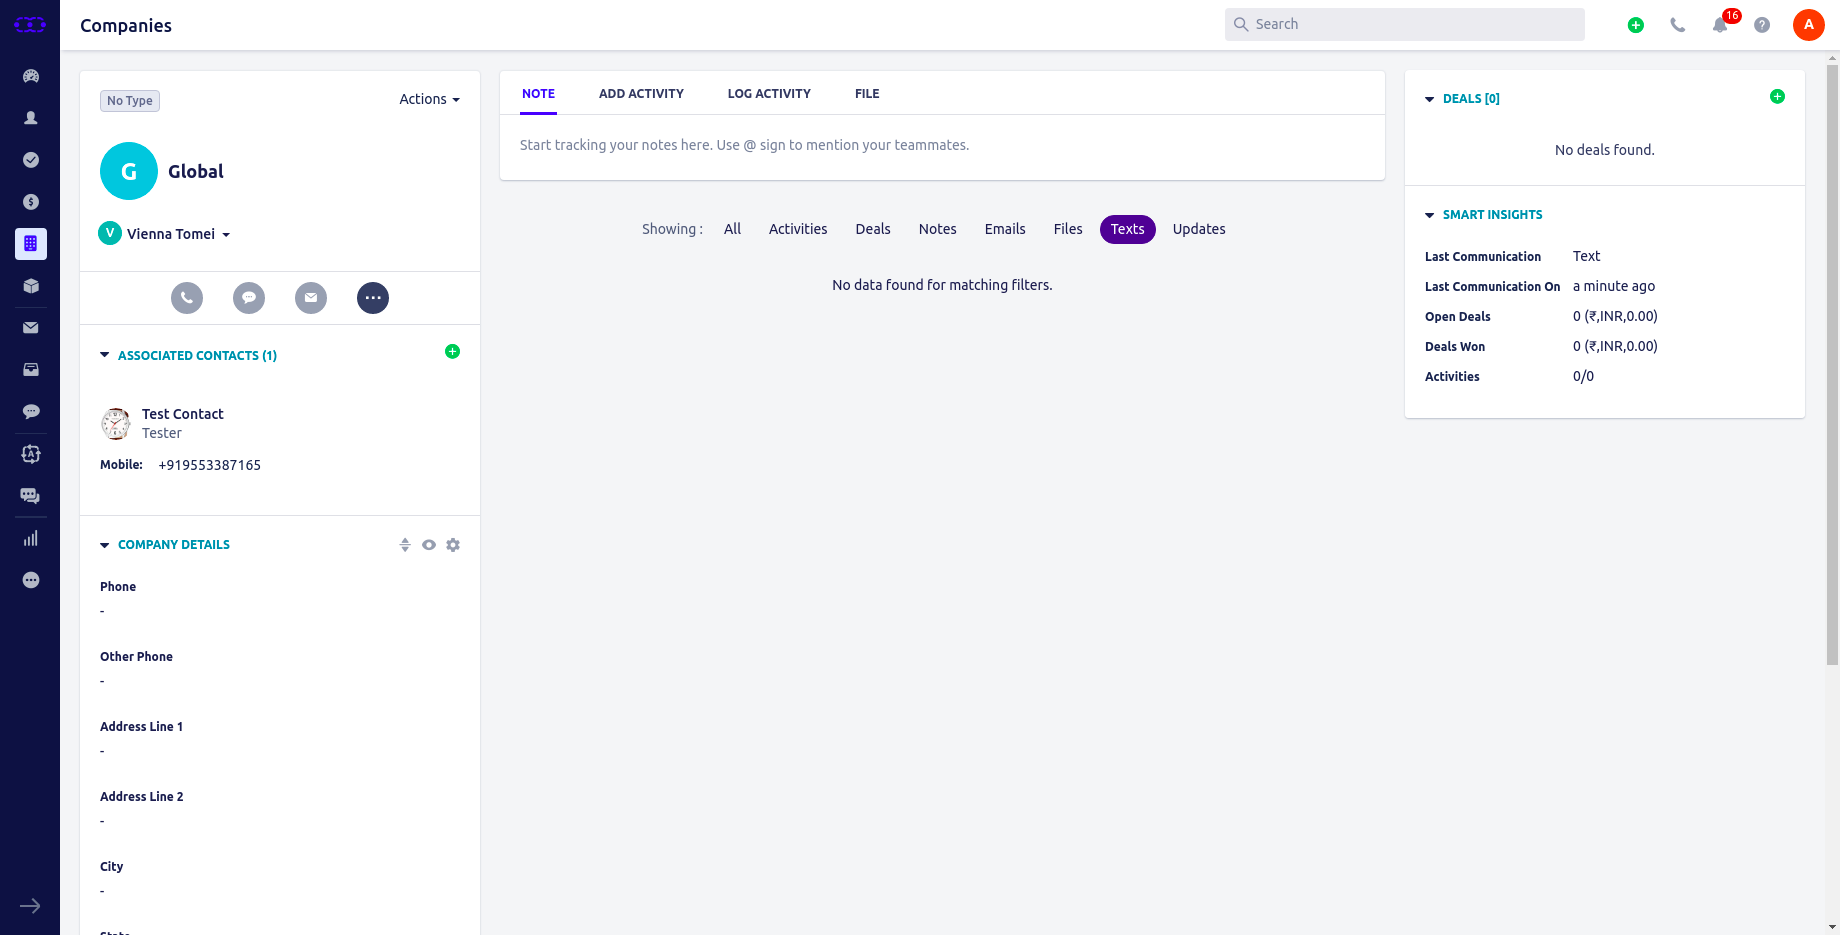 Companies
Search
16
A
No Type
Actions
G
Global
V
Vienna Tomei
ASSOCIATED CONTACTS (1)
Test Contact
Tester
Mobile:
+919553387165
COMPANY DETAILS
Phone
-
Other Phone
-
Address Line 1
-
Address Line 2
-
City
-
State
NOTE
ADD ACTIVITY
LOG ACTIVITY
FILE
Start tracking your notes here. Use @ sign to mention your teammates.
Showing :
All
Activities
Deals
Notes
Emails
Files
Texts
Updates
No data found for matching filters.
DEALS [0]
No deals found.
SMART INSIGHTS
Last Communication Text
Last Communication On a minute ago
Open Deals 0 (₹,INR,0.00)
Deals Won 0 (₹,INR,0.00)
Activities 0/0